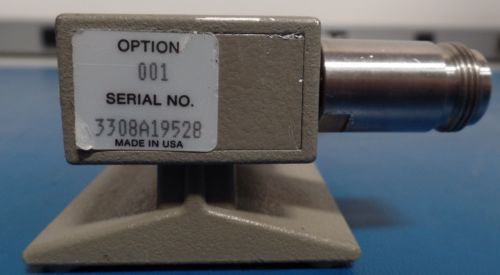 OPTION
001
SERIAL NO.
3308A19528
MADE IN USA